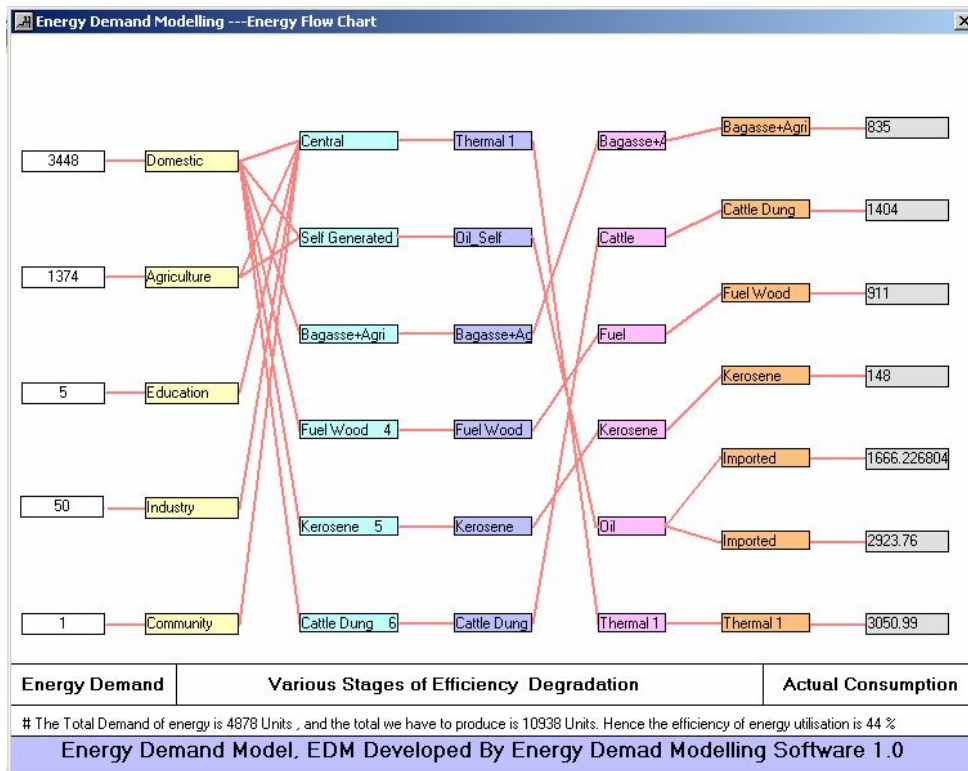 Energy Demand Modelling ---Energy Flow Chart
Central
Thermal 1
Bagasse+A
Bagasse+Agri
835
3448
Domestic
Cattle Dung
1404
Self Generated
Oil_Self
Cattle
1374
Agriculture
Fuel Wood
911
Bagasse+Agri
Bagasse+Ag
Fuel
Kerosene
148
5
Education
Fuel Wood 4
Fuel Wood
Kerosene
Imported
1666.226804
50
Industry
Kerosene 5
Kerosene
Oil
Imported
2923.76
1
Community
Cattle Dung 6
Cattle Dung
Thermal 1
Thermal 1
3050.99
Energy Demand
Various Stages of Efficiency Degradation
Actual Consumption
# The Total Demand of energy is 4878 Units , and the total we have to produce is 10938 Units. Hence the efficiency of energy utilisation is 44 %
Energy Demand Model, EDM Developed By Energy Demad Modelling Software 1.0